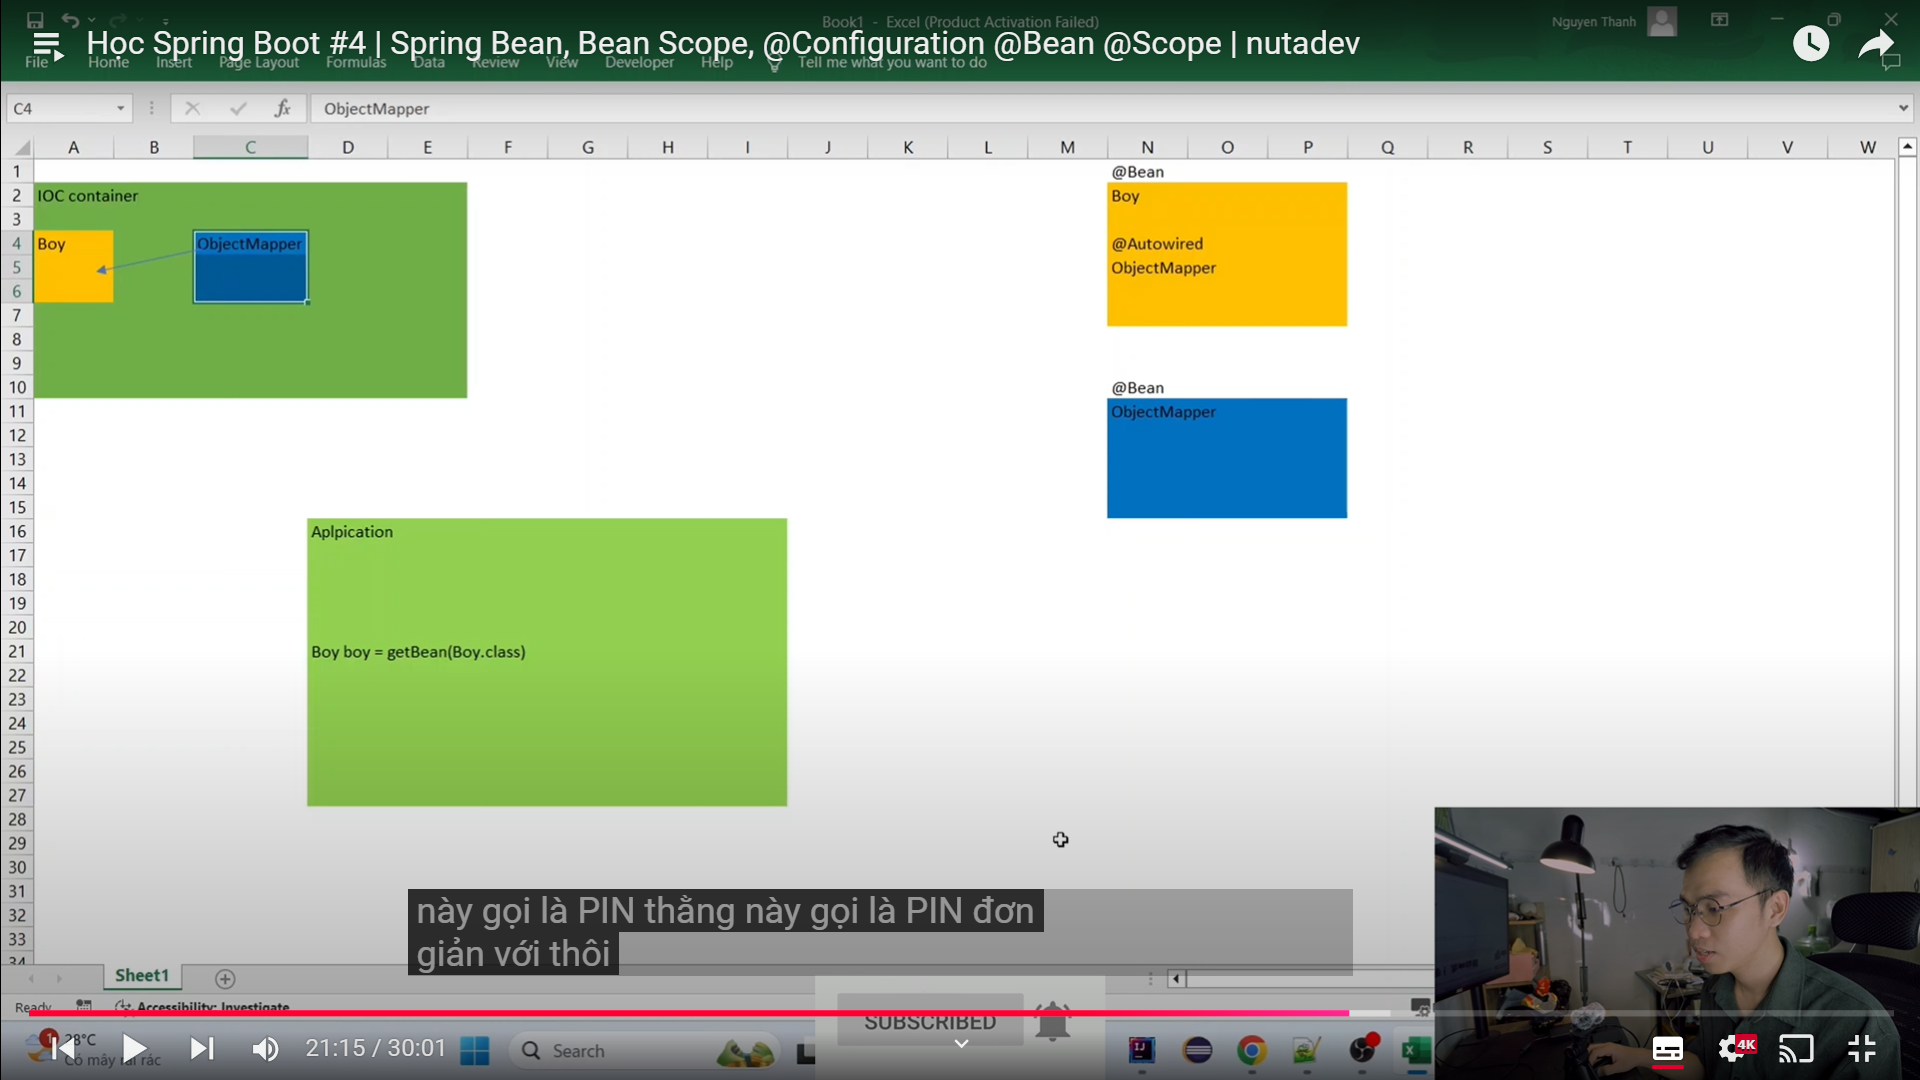 Book1 - Excel (Product Activation Failed)
Nguyen Thanh
Học Spring Boot #4 | Spring Bean, Bean Scope, @Configuration @Bean @Scope | nutadev
File Home Insert Page Layout Formulas Data Review View Developer Help Tell me what you want to do
C4 fx ObjectMapper
A B C D E F G H I J K L M N O P Q R S T U V W
1 @Bean
2 IOC container Boy
3
4 Boy ObjectMapper @Autowired
5 ObjectMapper
6
7
8
9
10 @Bean
11 ObjectMapper
12
13
14
15
16 Aplpication
17
18
19
20
21 Boy boy = getBean(Boy.class)
22
23
24
25
26
27
28
29
30
31
32
33
34
này gọi là PIN thằng này gọi là PIN đơn
giản với thôi
Sheet1
Ready Accessibility: Investigate
SUBSCRIBED
1 28°C
Có mây rải rác
21:15 / 30:01
Search
IJ
4K